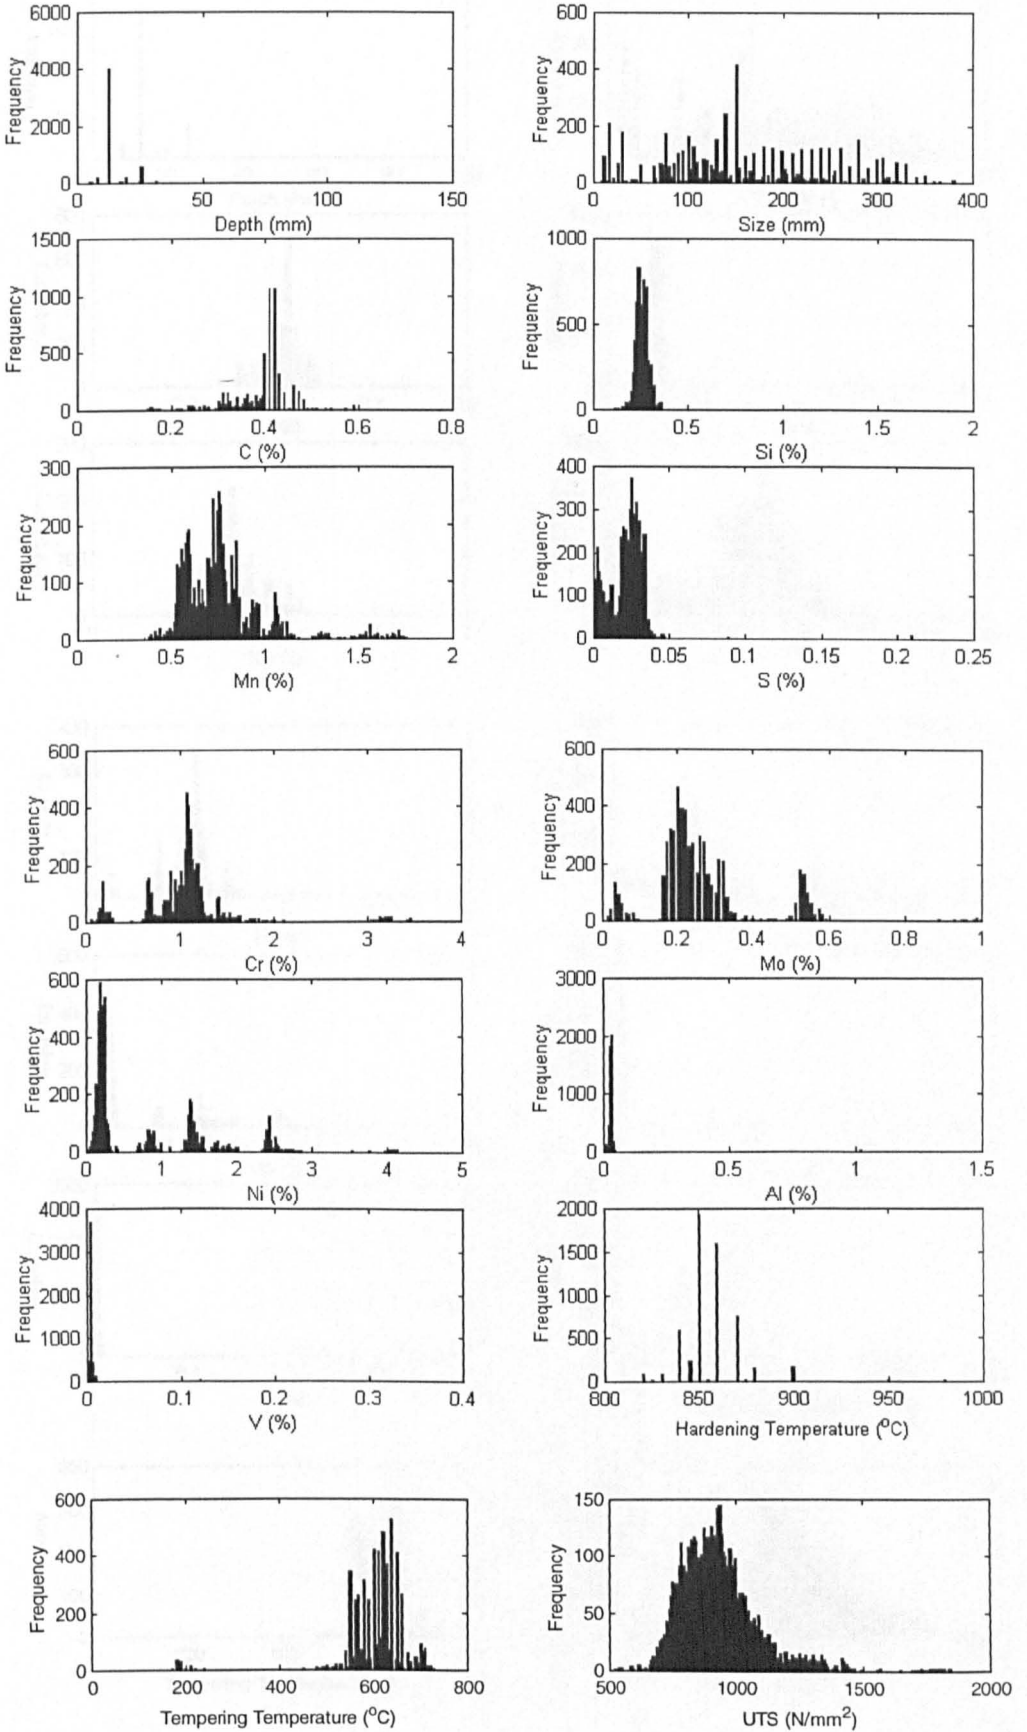 6000
4000
2000
0
Frequency
0 50 100 150
Depth (mm)
600
400
200
0
Frequency
0 100 200 300 400
Size (mm)
1500
1000
500
0
Frequency
0 0.2 0.4 0.6 0.8
C (%)
1000
500
0
Frequency
0 0.5 1 1.5 2
Si (%)
300
200
100
0
Frequency
0 0.5 1 1.5 2
Mn (%)
400
300
200
100
0
Frequency
0 0.05 0.1 0.15 0.2 0.25
S (%)
600
400
200
0
Frequency
0 1 2 3 4
Cr (%)
600
400
200
0
Frequency
0 0.2 0.4 0.6 0.8 1
Mo (%)
600
400
200
0
Frequency
0 1 2 3 4 5
Ni (%)
3000
2000
1000
0
Frequency
0 0.5 1 1.5
Al (%)
4000
3000
2000
1000
0
Frequency
0 0.1 0.2 0.3 0.4
V (%)
2000
1500
1000
500
0
Frequency
800 850 900 950 1000
Hardening Temperature (°C)
600
400
200
0
Frequency
0 200 400 600 800
Tempering Temperature (°C)
150
100
50
0
Frequency
500 1000 1500 2000
UTS (N/mm²)